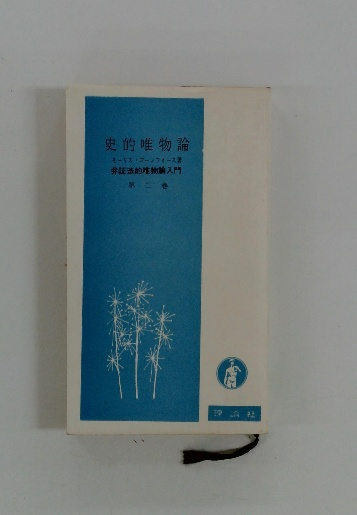 史的唯物論
モーリス・コーンフォース著
弁証法的唯物論入門
第二巻
理論社